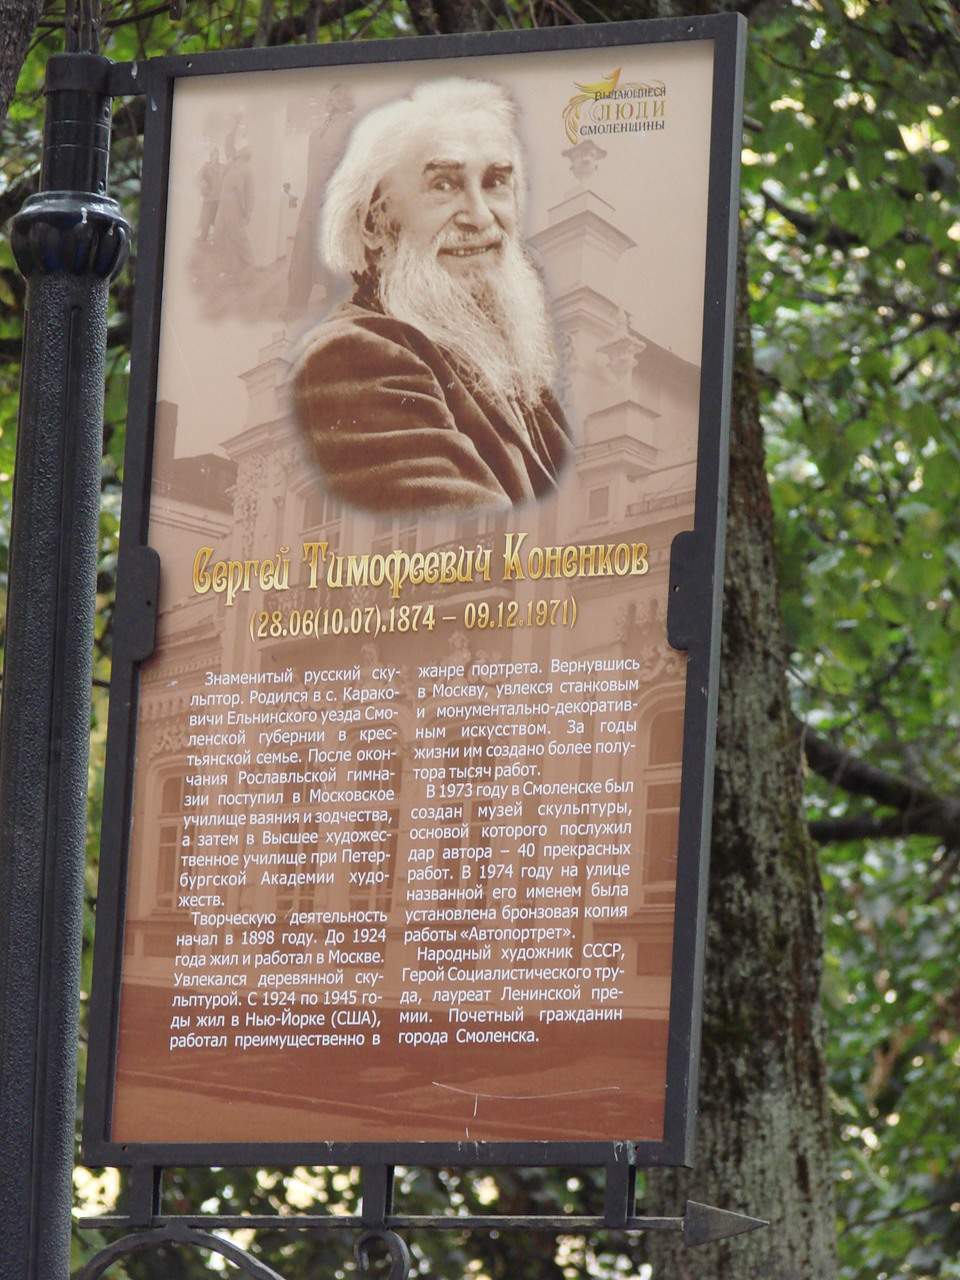 ВЫДАЮЩИЕСЯ
ЛЮДИ
СМОЛЕНЩИНЫ
Сергей Тимофеевич Коненков
(28.06(10.07).1874 – 09.12.1971)
Знаменитый русский ску-
льптор. Родился в с. Карако-
вичи Ельнинского уезда Смо-
ленской губернии в крес-
тьянской семье. После окон-
чания Рославльской гимна-
зии поступил в Московское
училище ваяния и зодчества,
а затем в Высшее художес-
твенное училище при Петер-
бургской Академии худо-
жеств.
Творческую деятельность
начал в 1898 году. До 1924
года жил и работал в Москве.
Увлекался деревянной ску-
льптурой. С 1924 по 1945 го-
ды жил в Нью-Йорке (США),
работал преимущественно в
жанре портрета. Вернувшись
в Москву, увлекся станковым
и монументально-декоратив-
ным искусством. За годы
жизни им создано более полу-
тора тысяч работ.
В 1973 году в Смоленске был
создан музей скульптуры,
основой которого послужил
дар автора – 40 прекрасных
работ. В 1974 году на улице
названной его именем была
установлена бронзовая копия
работы «Автопортрет».
Народный художник СССР,
Герой Социалистического тру-
да, лауреат Ленинской пре-
мии. Почетный гражданин
города Смоленска.